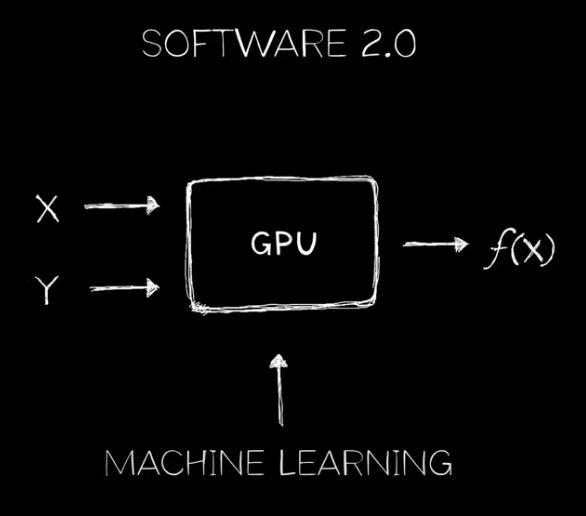 SOFTWARE 2.0
X
GPU
f(x)
Y
MACHINE LEARNING